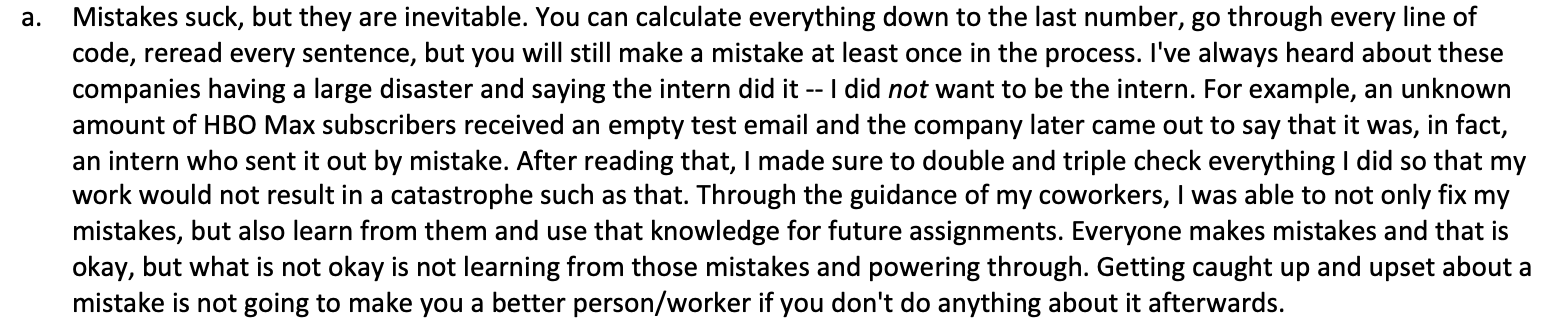 a. Mistakes suck, but they are inevitable. You can calculate everything down to the last number, go through every line of
code, reread every sentence, but you will still make a mistake at least once in the process. I've always heard about these
companies having a large disaster and saying the intern did it -- I did not want to be the intern. For example, an unknown
amount of HBO Max subscribers received an empty test email and the company later came out to say that it was, in fact,
an intern who sent it out by mistake. After reading that, I made sure to double and triple check everything I did so that my
work would not result in a catastrophe such as that. Through the guidance of my coworkers, I was able to not only fix my
mistakes, but also learn from them and use that knowledge for future assignments. Everyone makes mistakes and that is
okay, but what is not okay is not learning from those mistakes and powering through. Getting caught up and upset about a
mistake is not going to make you a better person/worker if you don't do anything about it afterwards.